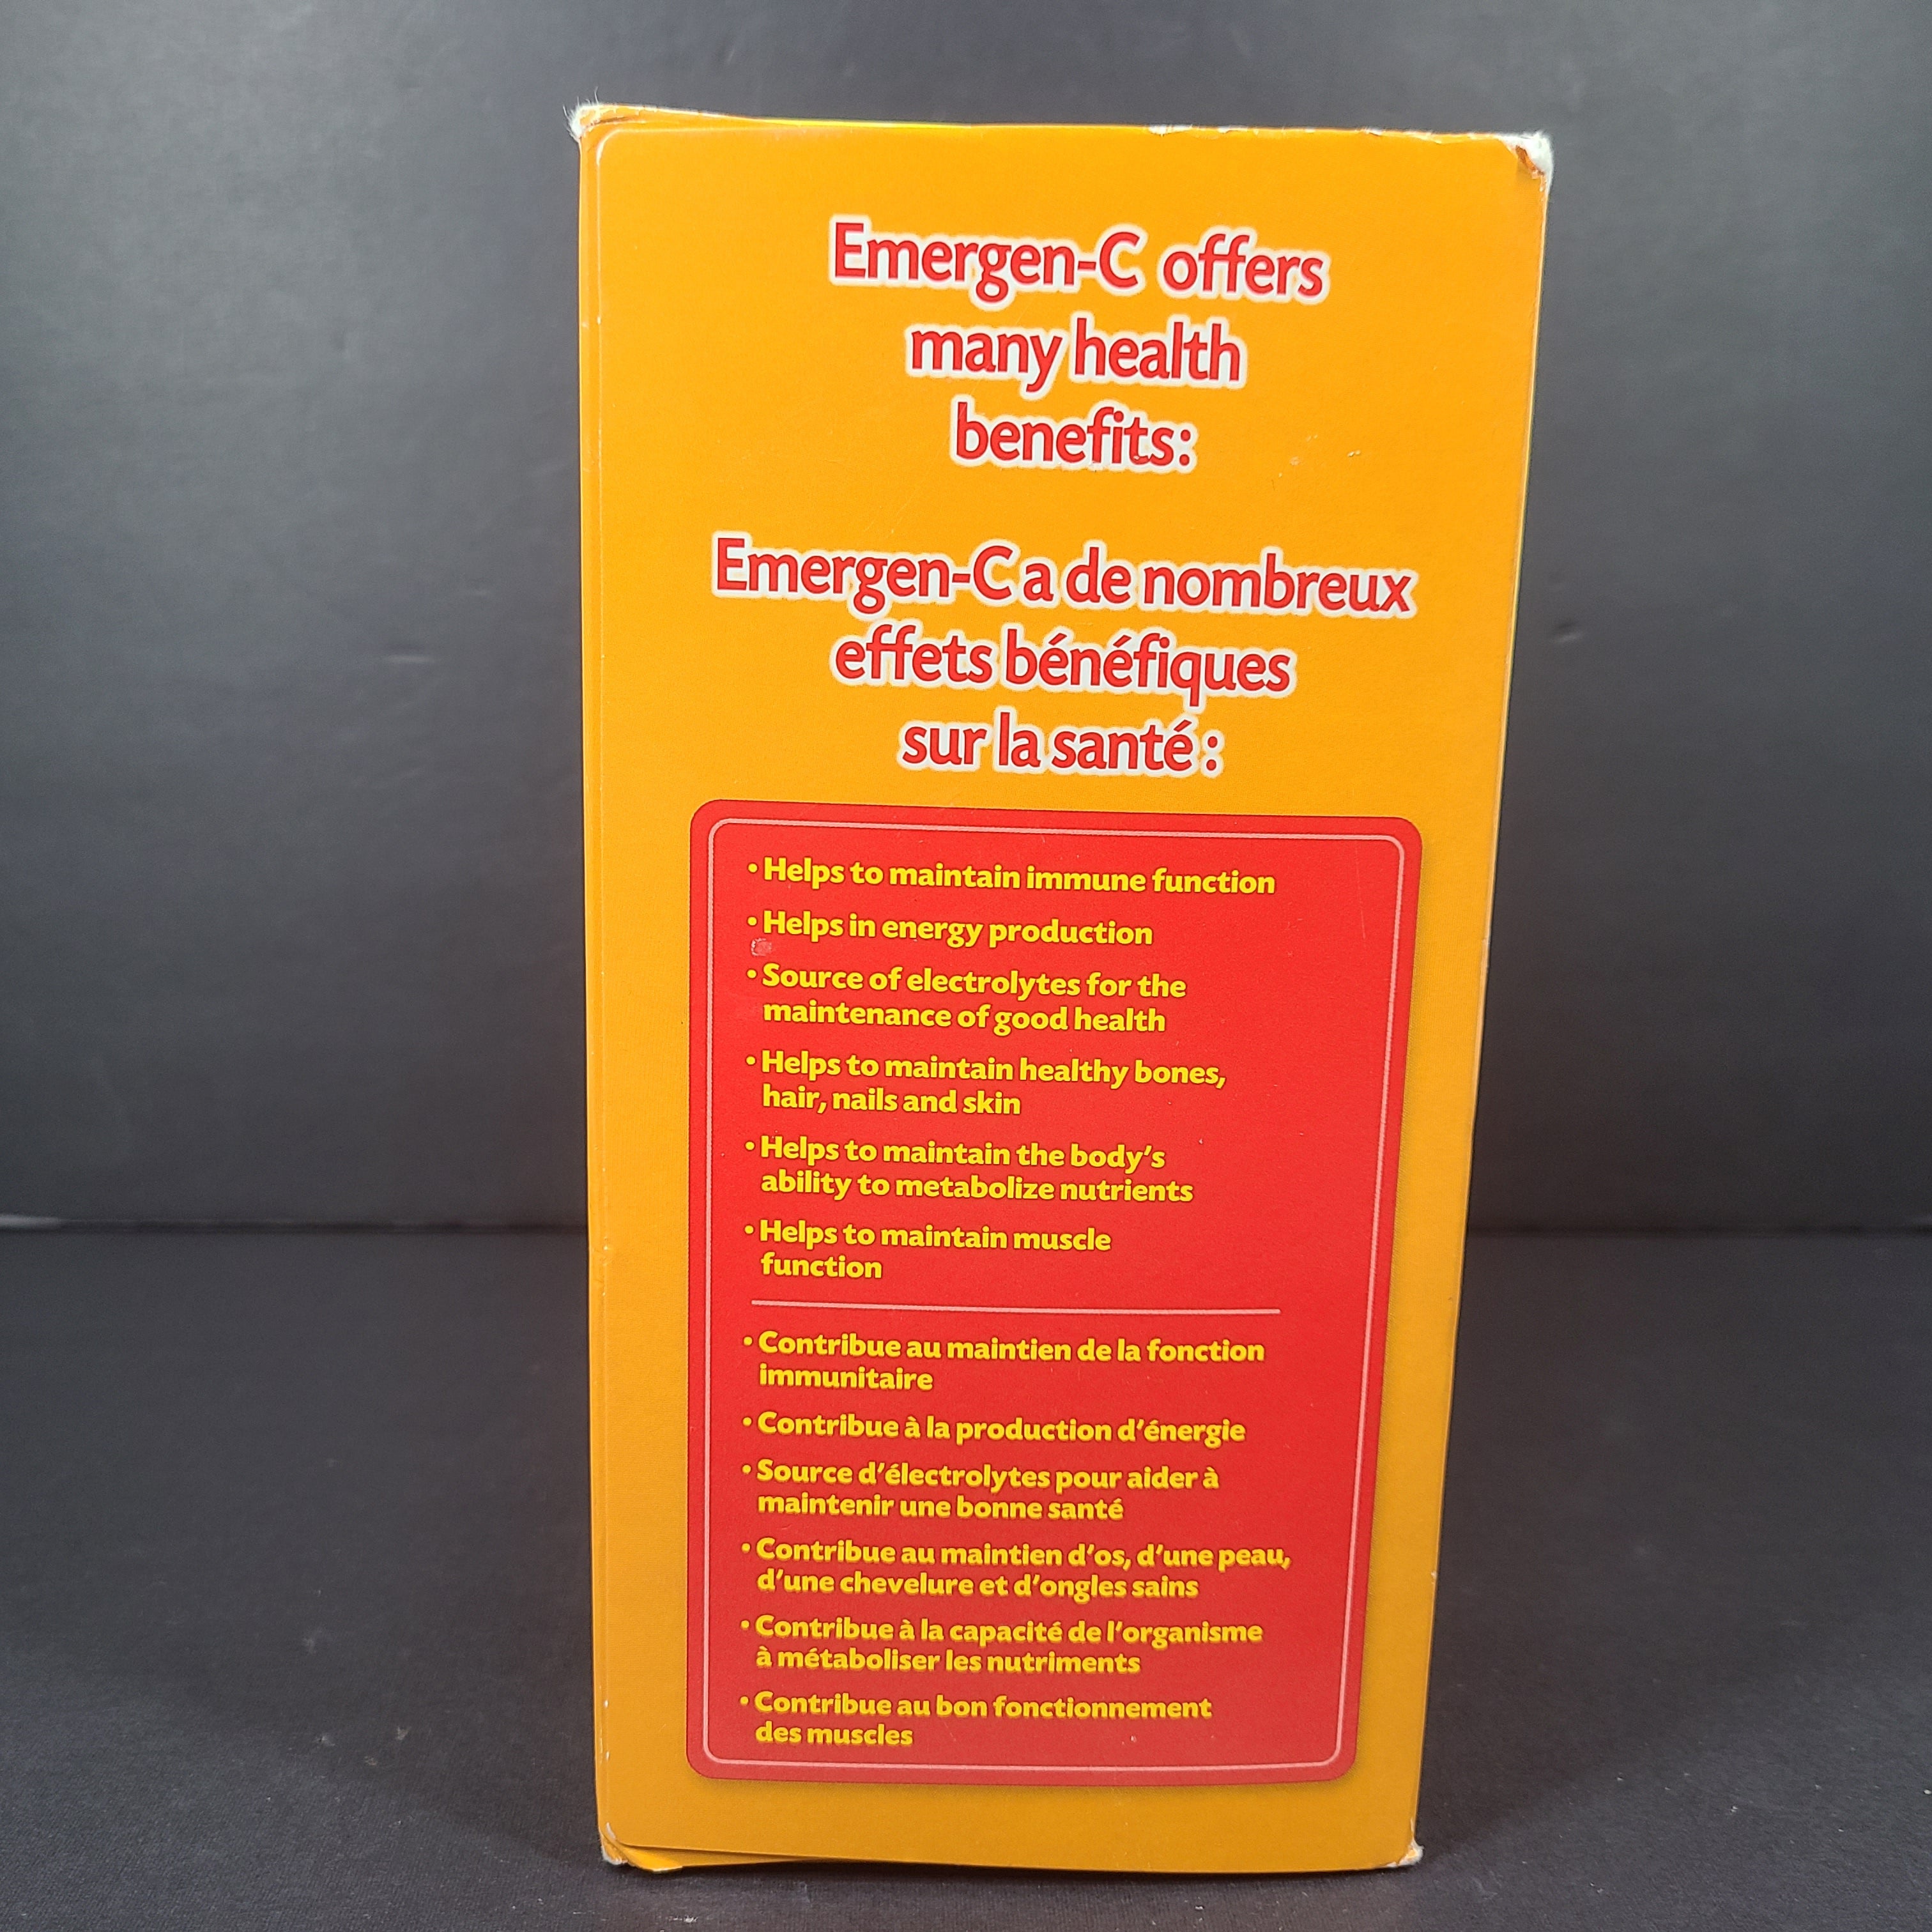 Emergen-C offers
many health
benefits:
Emergen-C a de nombreux
effets bénéfiques
sur la santé :
• Helps to maintain immune function
• Helps in energy production
• Source of electrolytes for the
maintenance of good health
• Helps to maintain healthy bones,
hair, nails and skin
• Helps to maintain the body's
ability to metabolize nutrients
• Helps to maintain muscle
function
• Contribue au maintien de la fonction
immunitaire
• Contribue à la production d'énergie
• Source d'électrolytes pour aider à
maintenir une bonne santé
• Contribue au maintien d'os, d'une peau,
d'une chevelure et d'ongles sains
• Contribue à la capacité de l'organisme
à métaboliser les nutriments
• Contribue au bon fonctionnement
des muscles